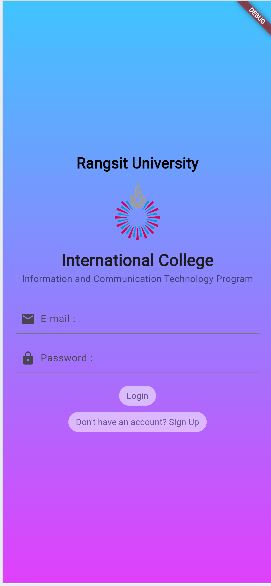 DEBUG
Rangsit University
International College
Information and Communication Technology Program
E-mail :
Password :
Login
Don't have an account? Sign Up